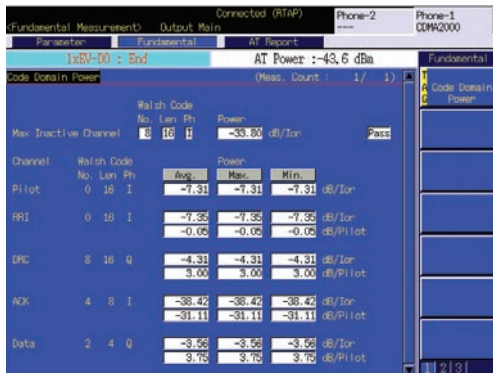 Connected (RTAP)
Phone-2
Phone-1
<Fundamental Measurement>
Output Main
----
CDMA2000
Parameter
Fundamental
AT Report
1xEV-DO : End
AT Power :-43.6 dBm
Fundamental
Code Domain Power
(Meas. Count : 1/ 1)
TAG
Code Domain
Power
Walsh Code
No. Len Ph
Power
Max Inactive Channel
8 16 I
-33.80 dB/Ior
Pass
Channel
Walsh Code
Power
No. Len Ph
Avg. Max. Min.
Pilot 0 16 I -7.31 -7.31 -7.31 dB/Ior
RRI 0 16 I -7.35 -7.35 -7.35 dB/Ior
-0.05 -0.05 -0.05 dB/Pilot
DRC 8 16 Q -4.31 -4.31 -4.31 dB/Ior
3.00 3.00 3.00 dB/Pilot
ACK 4 8 I -38.42 -38.42 -38.42 dB/Ior
-31.11 -31.11 -31.11 dB/Pilot
Data 2 4 Q -3.56 -3.56 -3.56 dB/Ior
3.75 3.75 3.75 dB/Pilot
1 2 3